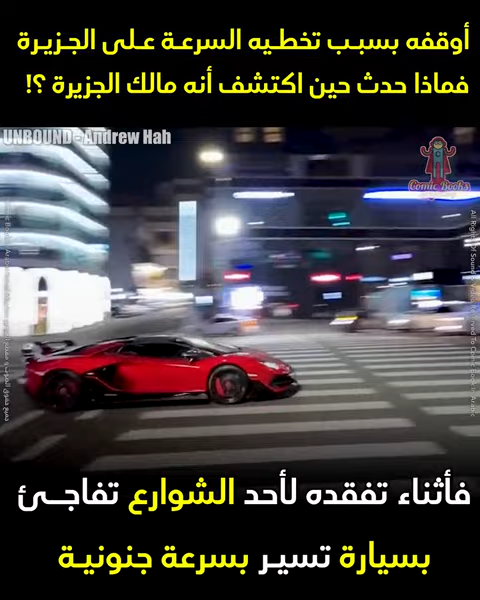 أوقفه بسبب تخطيه السرعة على الجزيرة
فماذا حدث حين اكتشف أنه مالك الجزيرة ؟!
UNBOUND - Andrew Hah
Comic Books
فأثناء تفقده لأحد الشوارع تفاجئ
بسيارة تسير بسرعة جنونية